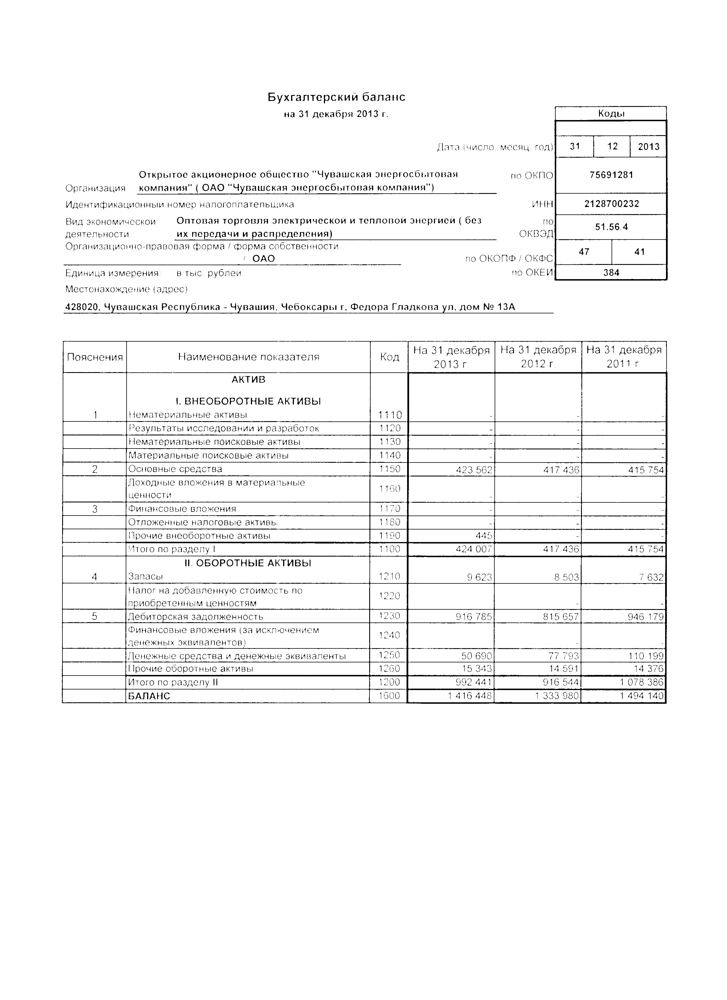 Бухгалтерский баланс
на 31 декабря 2013 г.
Коды
Дата (число, месяц, год) 31 12 2013
Открытое акционерное общество "Чувашская энергосбытовая по ОКПО 75691281
Организация компания" ( ОАО "Чувашская энергосбытовая компания")
Идентификационный номер налогоплательщика ИНН 2128700232
Вид экономической Оптовая торговля электрической и тепловой энергией ( без по
деятельности их передачи и распределения) ОКВЭД 51.56.4
Организационно-правовая форма / форма собственности
/ ОАО по ОКОПФ / ОКФС 47 41
Единица измерения: в тыс. рублей по ОКЕИ 384
Местонахождение (адрес)
428020, Чувашская Республика - Чувашия, Чебоксары г, Федора Гладкова ул, дом № 13А
Пояснения Наименование показателя Код На 31 декабря 2013 г. На 31 декабря 2012 г. На 31 декабря 2011 г
АКТИВ
I. ВНЕОБОРОТНЫЕ АКТИВЫ
1 Нематериальные активы 1110 - - -
Результаты исследований и разработок 1120 - - -
Нематериальные поисковые активы 1130 - - -
Материальные поисковые активы 1140 - - -
2 Основные средства 1150 423 562 417 436 415 754
Доходные вложения в материальные
ценности 1160 - - -
3 Финансовые вложения 1170 - - -
Отложенные налоговые активы 1180 - - -
Прочие внеоборотные активы 1190 445 - -
Итого по разделу I 1100 424 007 417 436 415 754
II. ОБОРОТНЫЕ АКТИВЫ
4 Запасы 1210 9 623 8 503 7 632
Налог на добавленную стоимость по
приобретенным ценностям 1220 - -
5 Дебиторская задолженность 1230 916 785 815 657 946 179
Финансовые вложения (за исключением
денежных эквивалентов) 1240 - -
Денежные средства и денежные эквиваленты 1250 50 690 77 793 110 199
Прочие оборотные активы 1260 15 343 14 591 14 376
Итого по разделу II 1200 992 441 916 544 1 078 386
БАЛАНС 1600 1 416 448 1 333 980 1 494 140